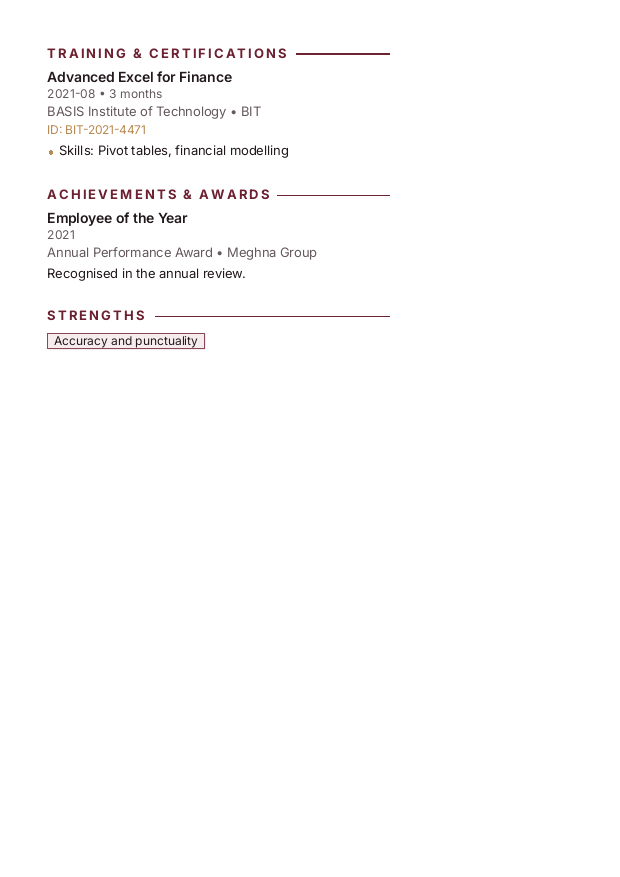 TRAINING & CERTIFICATIONS
Advanced Excel for Finance
2021-08 • 3 months
BASIS Institute of Technology • BIT
ID: BIT-2021-4471
• Skills: Pivot tables, financial modelling
ACHIEVEMENTS & AWARDS
Employee of the Year
2021
Annual Performance Award • Meghna Group
Recognised in the annual review.
STRENGTHS
Accuracy and punctuality